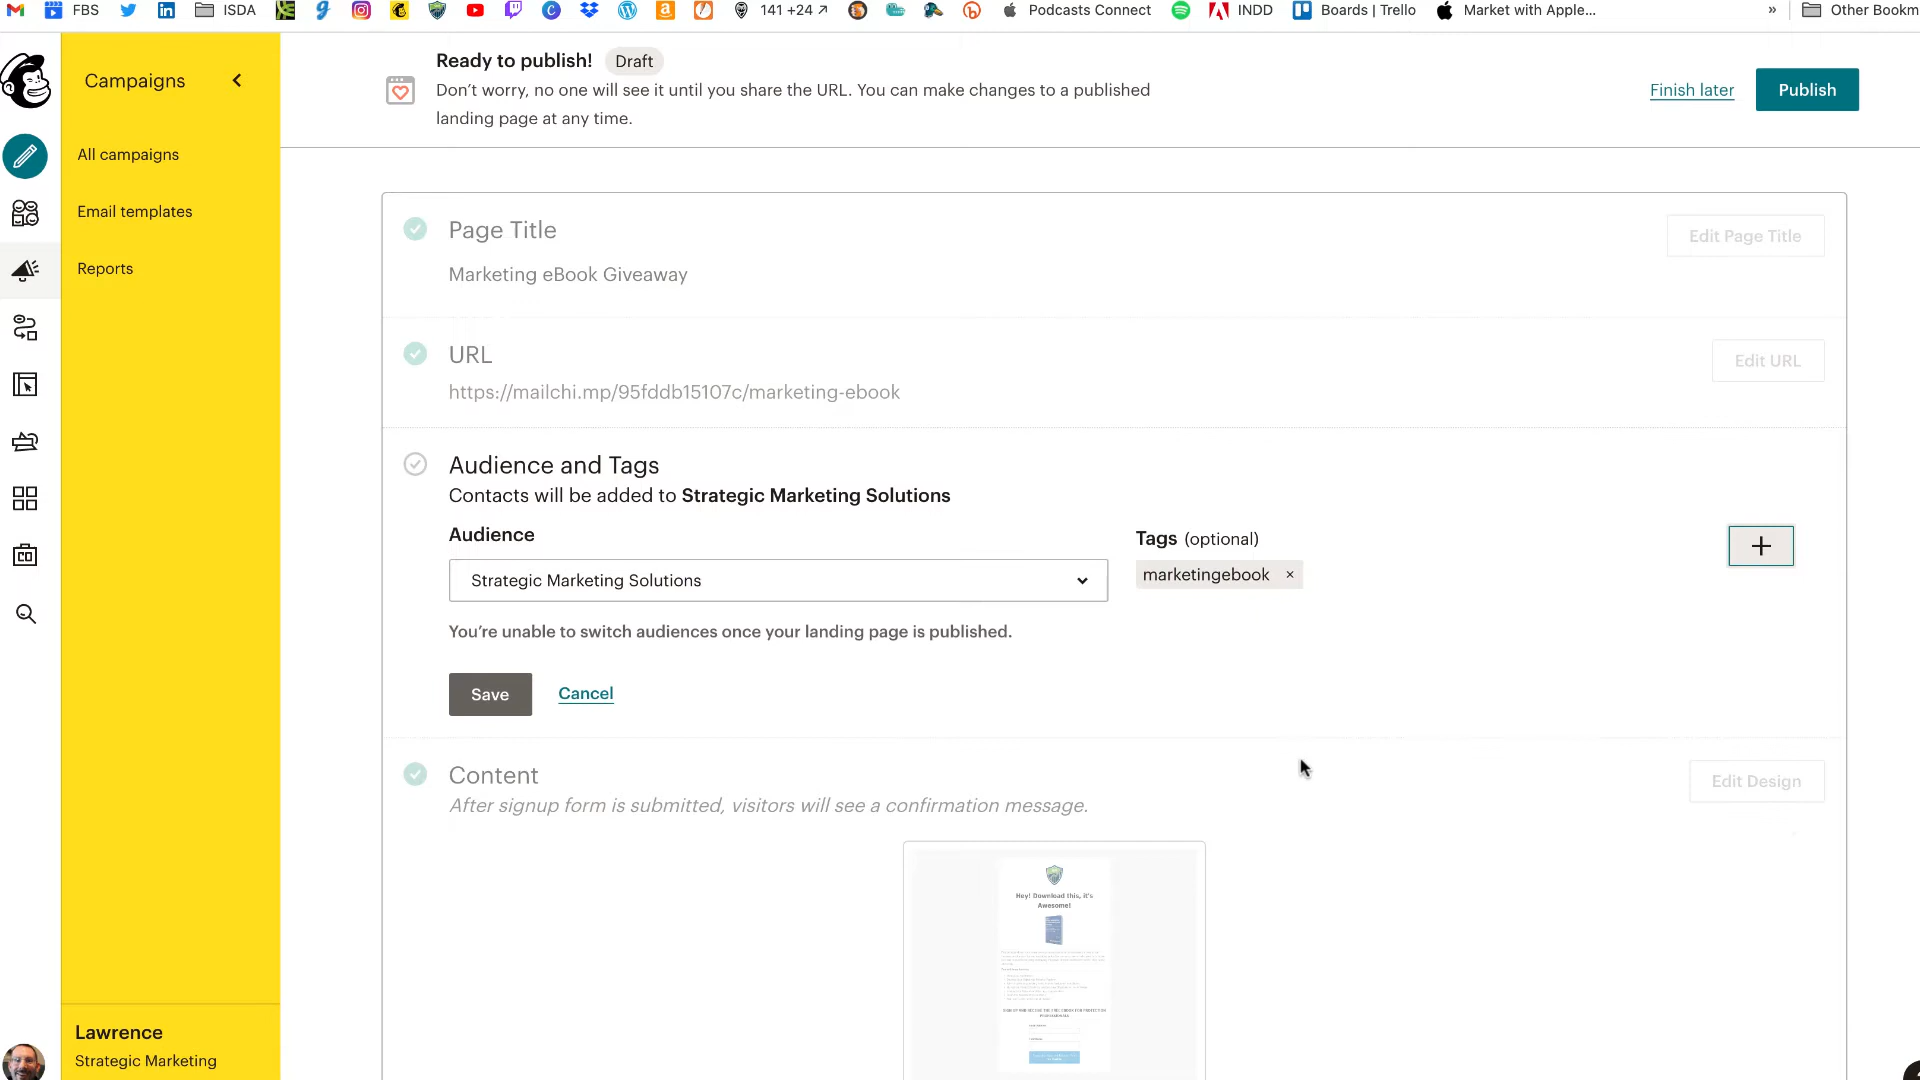 FBS
ISDA
141 +24
Podcasts Connect
INDD
Boards | Trello
Market with Apple...
»
Other Bookm
Campaigns
All campaigns
Email templates
Reports
Lawrence
Strategic Marketing
Ready to publish! Draft
Don't worry, no one will see it until you share the URL. You can make changes to a published
landing page at any time.
Finish later
Publish
Page Title
Edit Page Title
Marketing eBook Giveaway
URL
Edit URL
https://mailchi.mp/95fddb15107c/marketing-ebook
Audience and Tags
Contacts will be added to Strategic Marketing Solutions
Audience
Tags (optional)
+
Strategic Marketing Solutions
marketingebook ×
You're unable to switch audiences once your landing page is published.
Save
Cancel
Content
Edit Design
After signup form is submitted, visitors will see a confirmation message.
Hey! Download this, it's
Awesome!